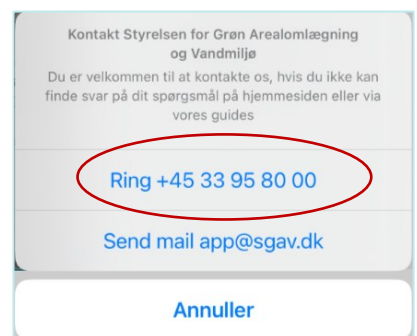 Kontakt Styrelsen for Grøn Arealomlægning
og Vandmiljø
Du er velkommen til at kontakte os, hvis du ikke kan
finde svar på dit spørgsmål på hjemmesiden eller via
vores guides
Ring +45 33 95 80 00
Send mail app@sgav.dk
Annuller